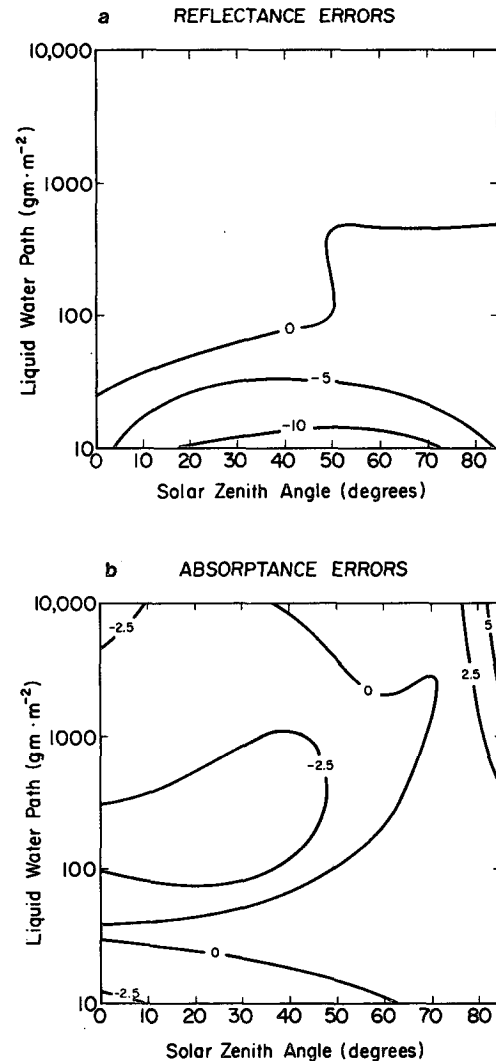 a REFLECTANCE ERRORS
10,000
1000
100
10
Liquid Water Path (gm·m⁻²)
0
-5
-10
0 10 20 30 40 50 60 70 80
Solar Zenith Angle (degrees)
b ABSORPTANCE ERRORS
10,000
1000
100
10
Liquid Water Path (gm·m⁻²)
-2.5
0
5
2.5
-2.5
0
-2.5
0 10 20 30 40 50 60 70 80
Solar Zenith Angle (degrees)